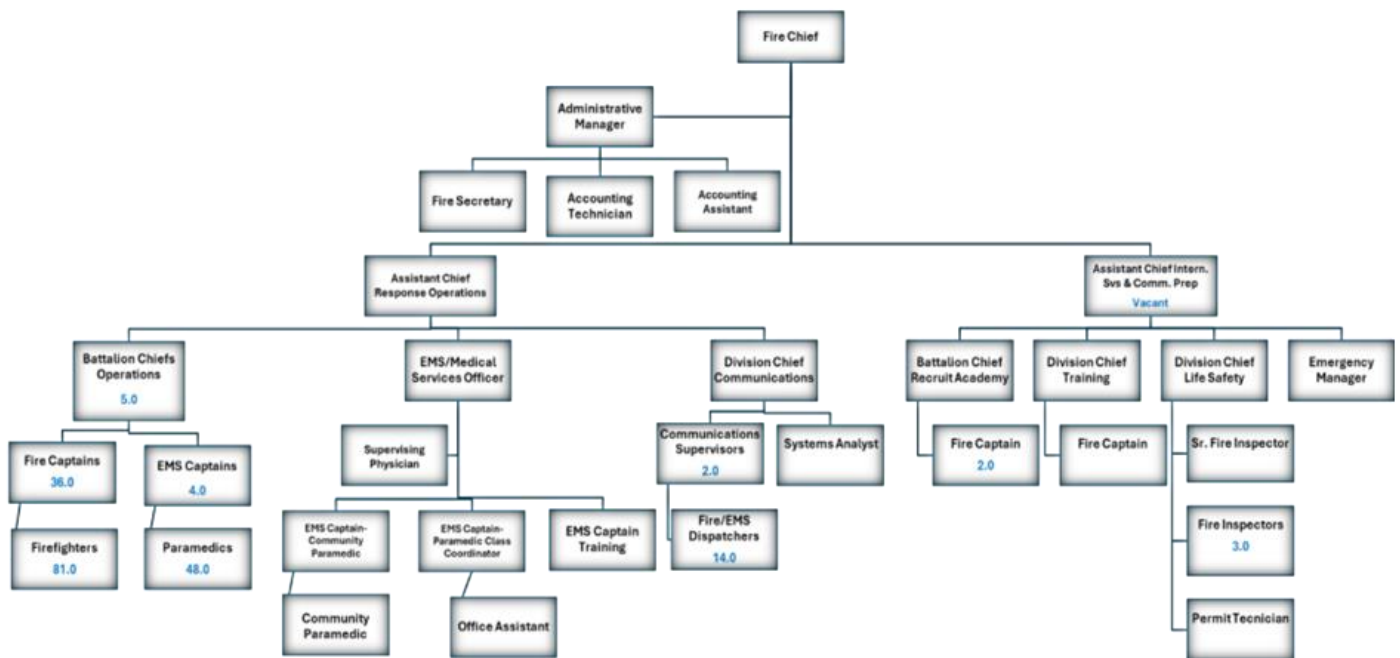 Fire Chief
Administrative
Manager
Fire Secretary
Accounting
Technician
Accounting
Assistant
Assistant Chief
Response Operations
Assistant Chief Intern.
Svs & Comm. Prep
Vacant
Battalion Chiefs
Operations
5.0
EMS/Medical
Services Officer
Division Chief
Communications
Battalion Chief
Recruit Academy
Division Chief
Training
Division Chief
Life Safety
Emergency
Manager
Fire Captains
36.0
EMS Captains
4.0
Supervising
Physician
Communications
Supervisors
2.0
Systems Analyst
Fire Captain
2.0
Fire Captain
Sr. Fire Inspector
Firefighters
81.0
Paramedics
48.0
EMS Captain-
Community
Paramedic
EMS Captain-
Paramedic Class
Coordinator
EMS Captain
Training
Fire/EMS
Dispatchers
14.0
Fire Inspectors
3.0
Community
Paramedic
Office Assistant
Permit Tecnician